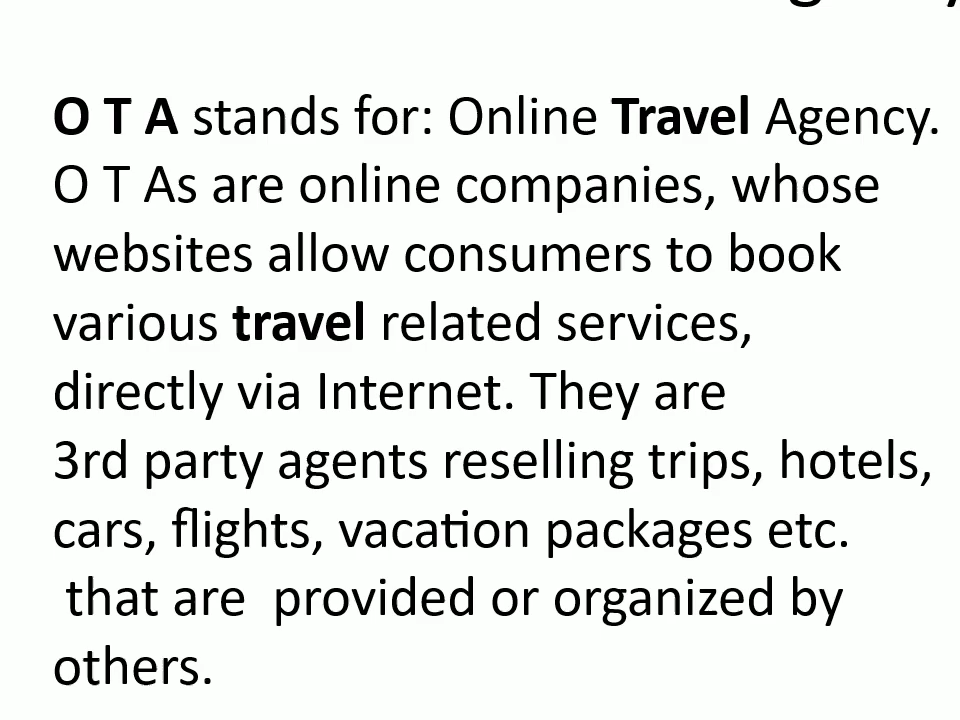 O T A stands for: Online Travel Agency.
O T As are online companies, whose
websites allow consumers to book
various travel related services,
directly via Internet. They are
3rd party agents reselling trips, hotels,
cars, flights, vacation packages etc.
that are  provided or organized by
others.